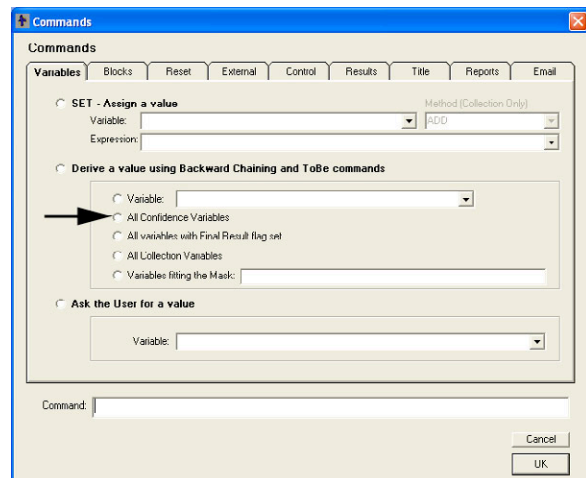 Commands
Commands
Variables Blocks Reset External Control Results Title Reports Email
SET - Assign a value Method (Collection Only)
Variable: ADD
Expression:
Derive a value using Backward Chaining and ToBe commands
Variable:
All Confidence Variables
All variables with Final Result flag set
All Collection Variables
Variables fitting the Mask:
Ask the User for a value
Variable:
Command:
Cancel
OK